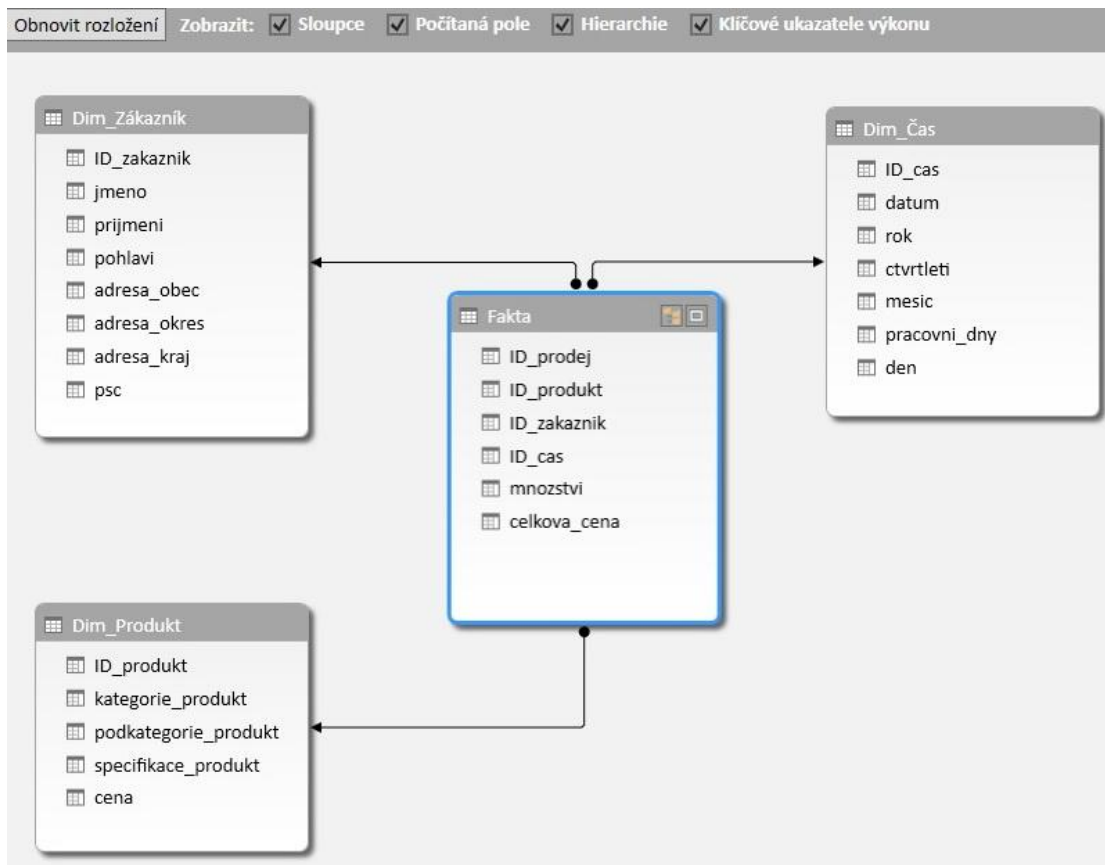 Obnovit rozložení Zobrazit: Sloupce Počítaná pole Hierarchie Klíčové ukazatele výkonu
Dim_Zákazník
ID_zakaznik
jmeno
prijmeni
pohlavi
adresa_obec
adresa_okres
adresa_kraj
psc
Dim_Čas
ID_cas
datum
rok
ctvrtleti
mesic
pracovni_dny
den
Fakta
ID_prodej
ID_produkt
ID_zakaznik
ID_cas
mnozstvi
celkova_cena
Dim_Produkt
ID_produkt
kategorie_produkt
podkategorie_produkt
specifikace_produkt
cena